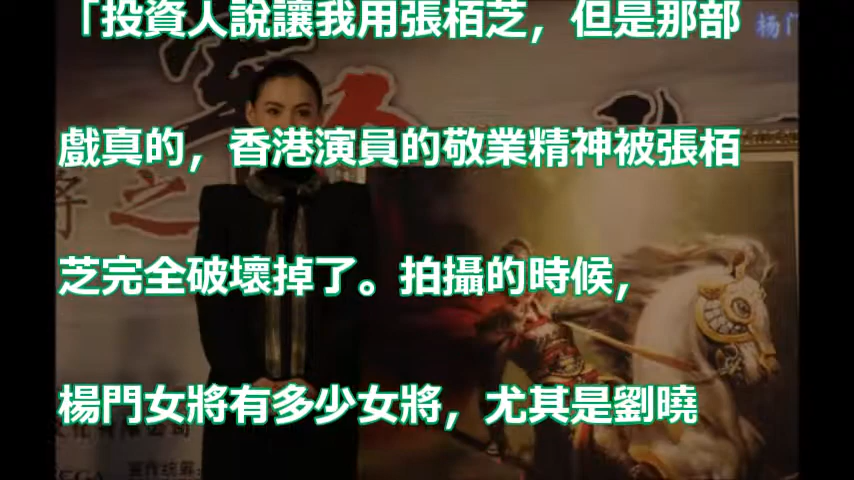 「投資人說讓我用張栢芝，但是那部
杨门
戲真的，香港演員的敬業精神被張栢
芝完全破壞掉了。拍攝的時候，
楊門女將有多少女將，尤其是劉曉